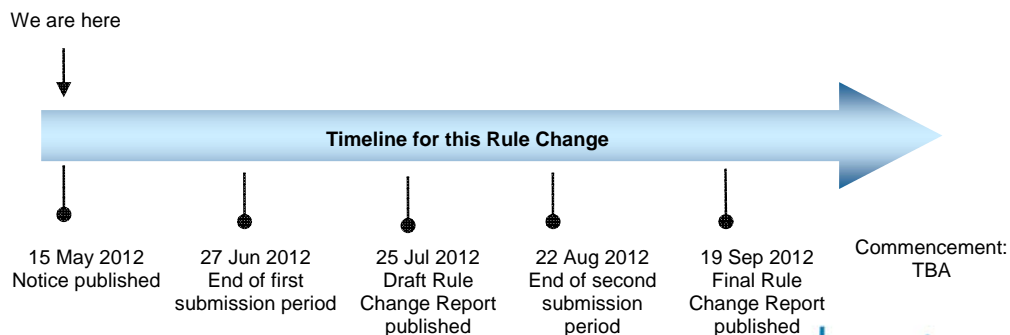 We are here
Timeline for this Rule Change
15 May 2012
Notice published
27 Jun 2012
End of first
submission period
25 Jul 2012
Draft Rule
Change Report
published
22 Aug 2012
End of second
submission
period
19 Sep 2012
Final Rule
Change Report
published
Commencement:
TBA